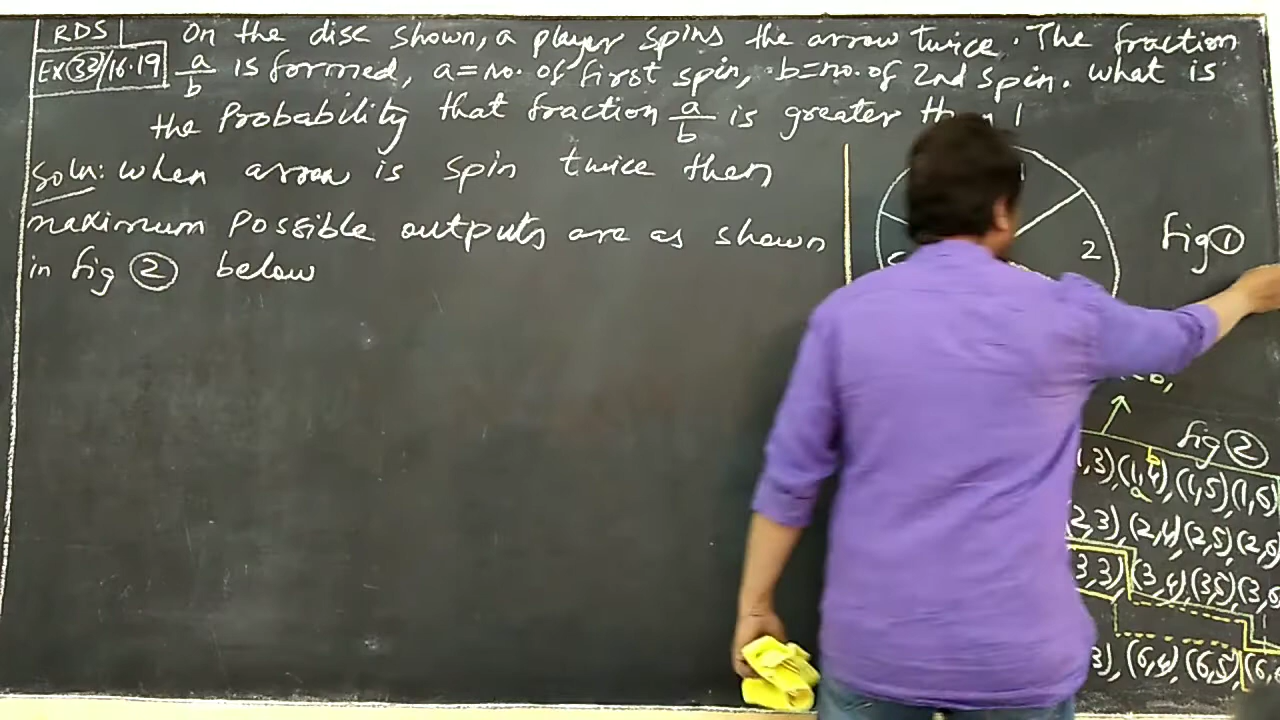 RDS On the disc shown, a player spins the arrow twice. The fraction
Ex(33)/16.19 a/b is formed, a=no. of first spin, b=no. of 2nd spin. What is
the Probability that fraction a/b is greater 1
Soln: when arrow is spin twice then
maximum Possible outputs are as shown
in fig ② below
2
fig ①
fig ②
b
,3),(1,4),(1,5)(1,6)
a
2,3),(2,4)(2,5)(2,6)
3,3),(3,4),(3,5)(3,6
3),(6,4)(6,5)(6,